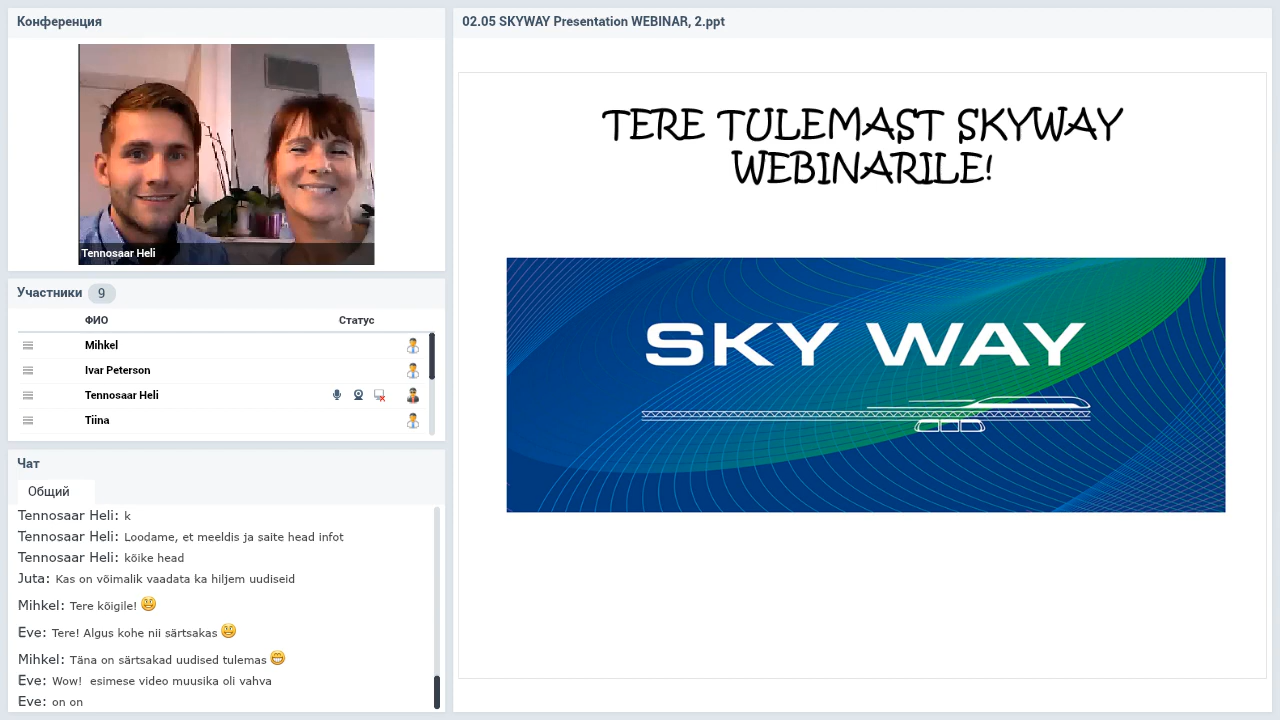 Конференция
Tennosaar Heli
Участники 9
ФИО Статус
Mihkel
Ivar Peterson
Tennosaar Heli
Tiina
Чат
Общий
Tennosaar Heli: k
Tennosaar Heli: Loodame, et meeldis ja saite head infot
Tennosaar Heli: kõike head
Juta: Kas on võimalik vaadata ka hiljem uudiseid
Mihkel: Tere kõigile!
Eve: Tere! Algus kohe nii särtsakas
Mihkel: Täna on särtsakad uudised tulemas
Eve: Wow! esimese video muusika oli vahva
Eve: on on
02.05 SKYWAY Presentation WEBINAR, 2.ppt
TERE TULEMAST SKYWAY
WEBINARILE!
SKY WAY